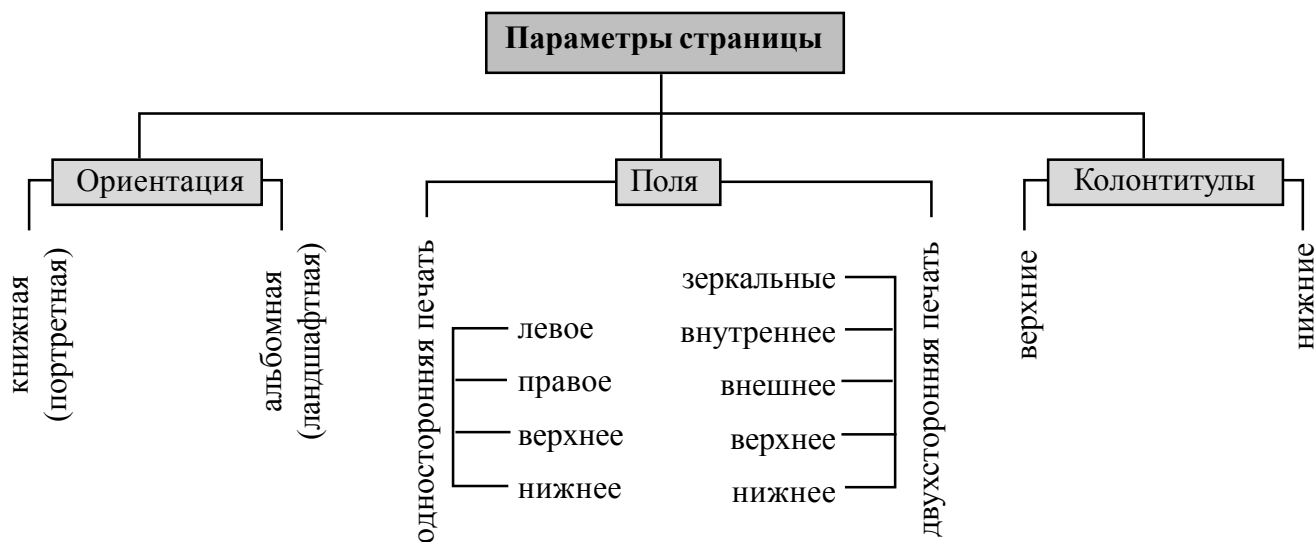 Параметры страницы
Ориентация
Поля
Колонтитулы
книжная
(портретная)
альбомная
(ландшафтная)
односторонняя печать
левое
правое
верхнее
нижнее
зеркальные
внутреннее
внешнее
верхнее
нижнее
двухсторонняя печать
верхние
нижние